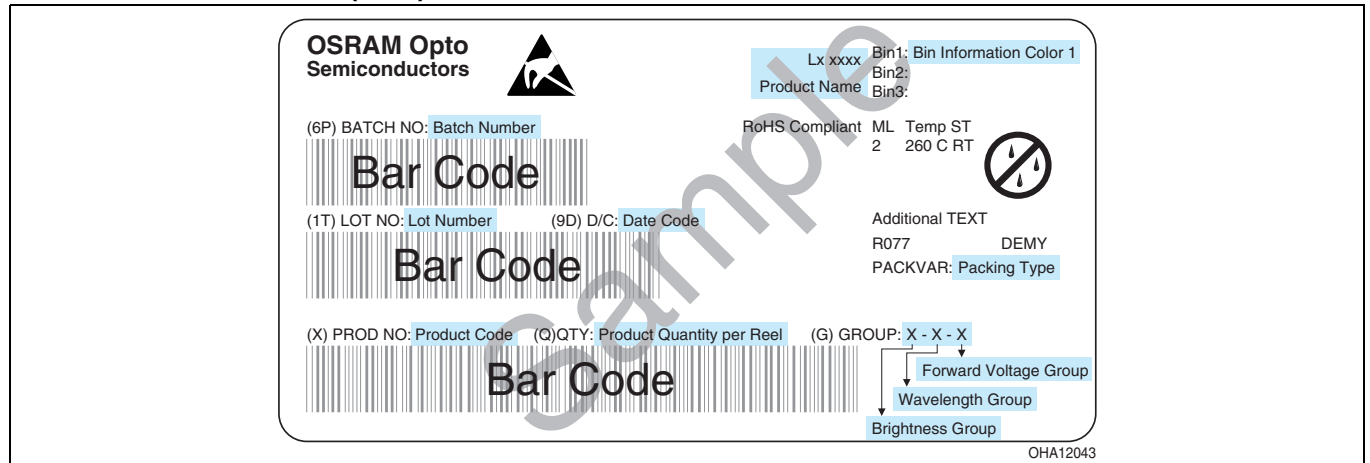 OSRAM Opto
Semiconductors
Lx xxxx
Product Name
Bin1: Bin Information Color 1
Bin2:
Bin3:
(6P) BATCH NO: Batch Number
Bar Code
RoHS Compliant ML Temp ST
2 260 C RT
(1T) LOT NO: Lot Number (9D) D/C: Date Code
Bar Code
Additional TEXT
R077 DEMY
PACKVAR: Packing Type
(X) PROD NO: Product Code (Q)QTY: Product Quantity per Reel (G) GROUP: X - X - X
Bar Code
Forward Voltage Group
Wavelength Group
Brightness Group
Sample
OHA12043